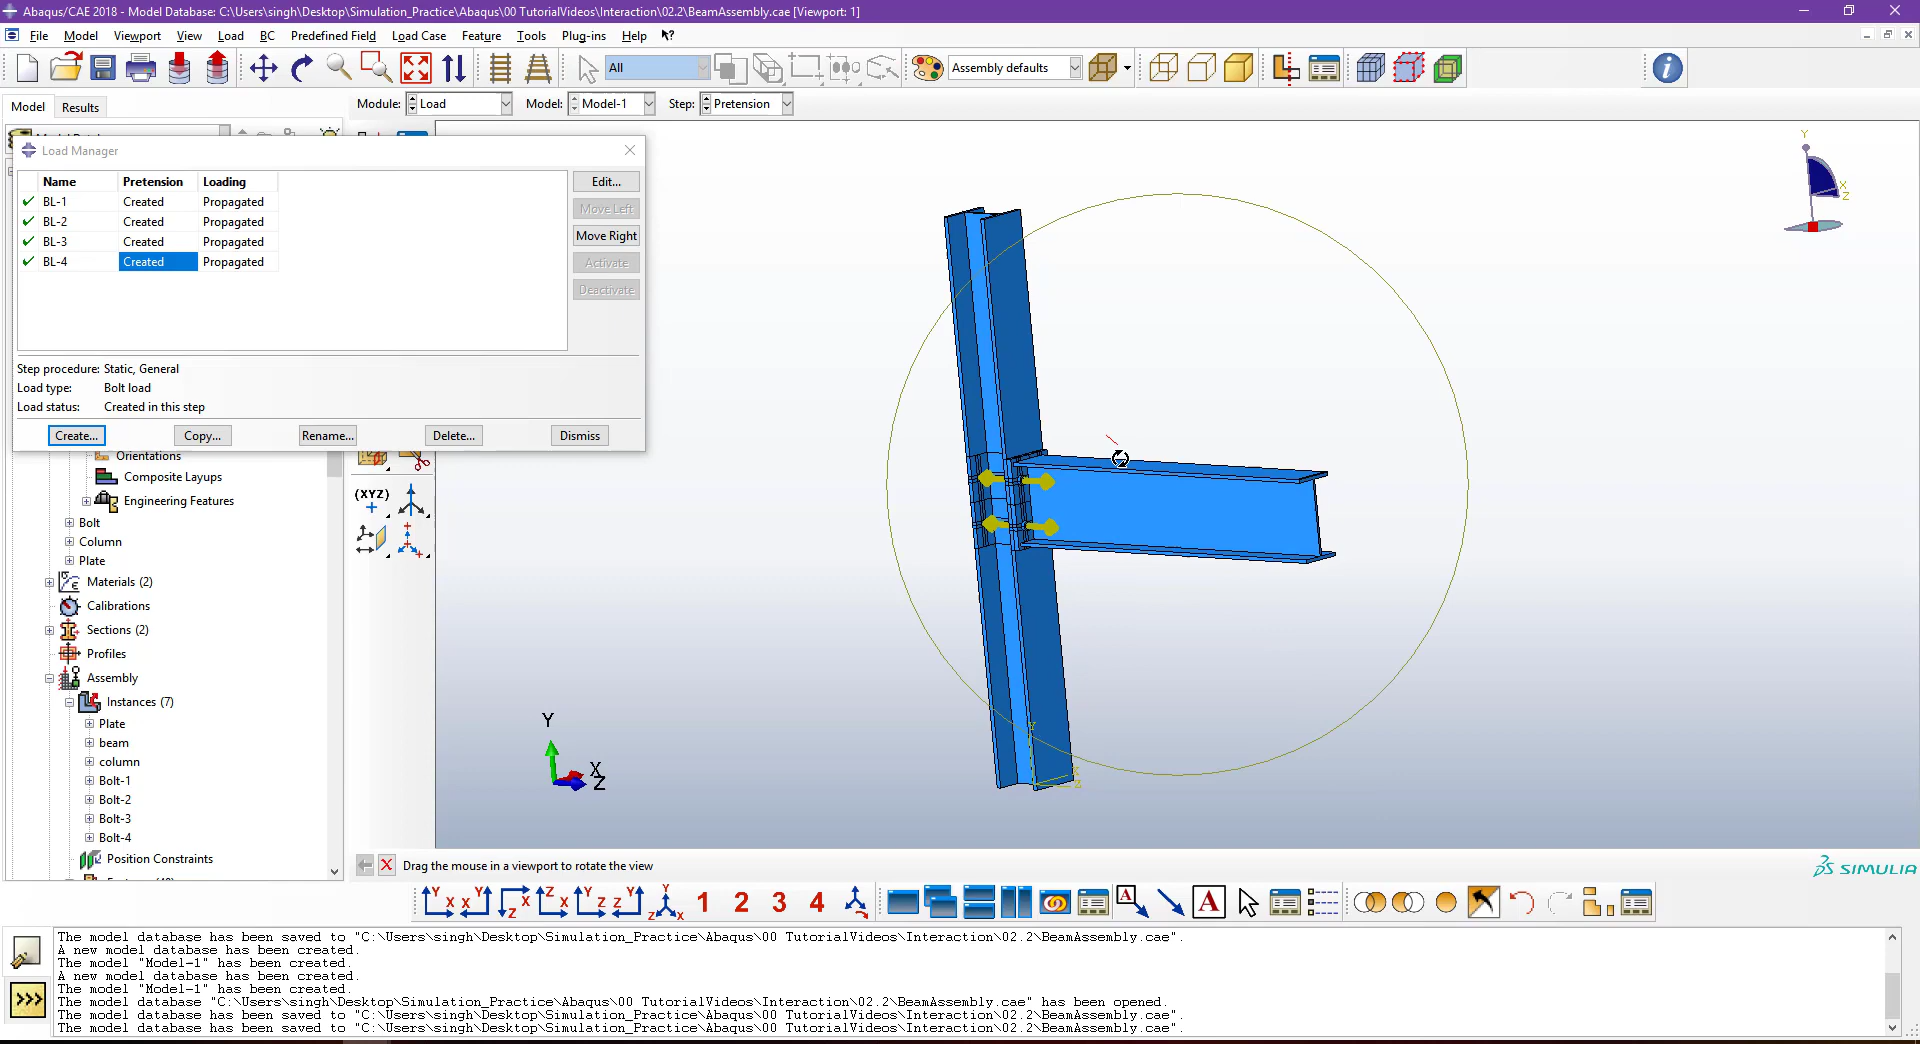 Abaqus/CAE 2018 - Model Database: C:\Users\singh\Desktop\Simulation_Practice\Abaqus\00 TutorialVideos\Interaction\02.2\BeamAssembly.cae [Viewport: 1]
File Model Viewport View Load BC Predefined Field Load Case Feature Tools Plug-ins Help
All
Assembly defaults
Model Results
Module: Load Model: Model-1 Step: Pretension
Load Manager
Name Pretension Loading
BL-1 Created Propagated
BL-2 Created Propagated
BL-3 Created Propagated
BL-4 Created Propagated
Edit...
Move Left
Move Right
Activate
Deactivate
Step procedure: Static, General
Load type: Bolt load
Load status: Created in this step
Create... Copy... Rename... Delete... Dismiss
Orientations
Composite Layups
Engineering Features
Bolt
Column
Plate
Materials (2)
Calibrations
Sections (2)
Profiles
Assembly
Instances (7)
Plate
beam
column
Bolt-1
Bolt-2
Bolt-3
Bolt-4
Position Constraints
(XYZ)
Y
X
Z
Y
X
Z
Y
X
Z
Drag the mouse in a viewport to rotate the view
SIMULIA
1 2 3 4
The model database has been saved to "C:\Users\singh\Desktop\Simulation_Practice\Abaqus\00 TutorialVideos\Interaction\02.2\BeamAssembly.cae".
A new model database has been created.
The model "Model-1" has been created.
A new model database has been created.
The model "Model-1" has been created.
The model database "C:\Users\singh\Desktop\Simulation_Practice\Abaqus\00 TutorialVideos\Interaction\02.2\BeamAssembly.cae" has been opened.
The model database has been saved to "C:\Users\singh\Desktop\Simulation_Practice\Abaqus\00 TutorialVideos\Interaction\02.2\BeamAssembly.cae".
The model database has been saved to "C:\Users\singh\Desktop\Simulation_Practice\Abaqus\00 TutorialVideos\Interaction\02.2\BeamAssembly.cae".